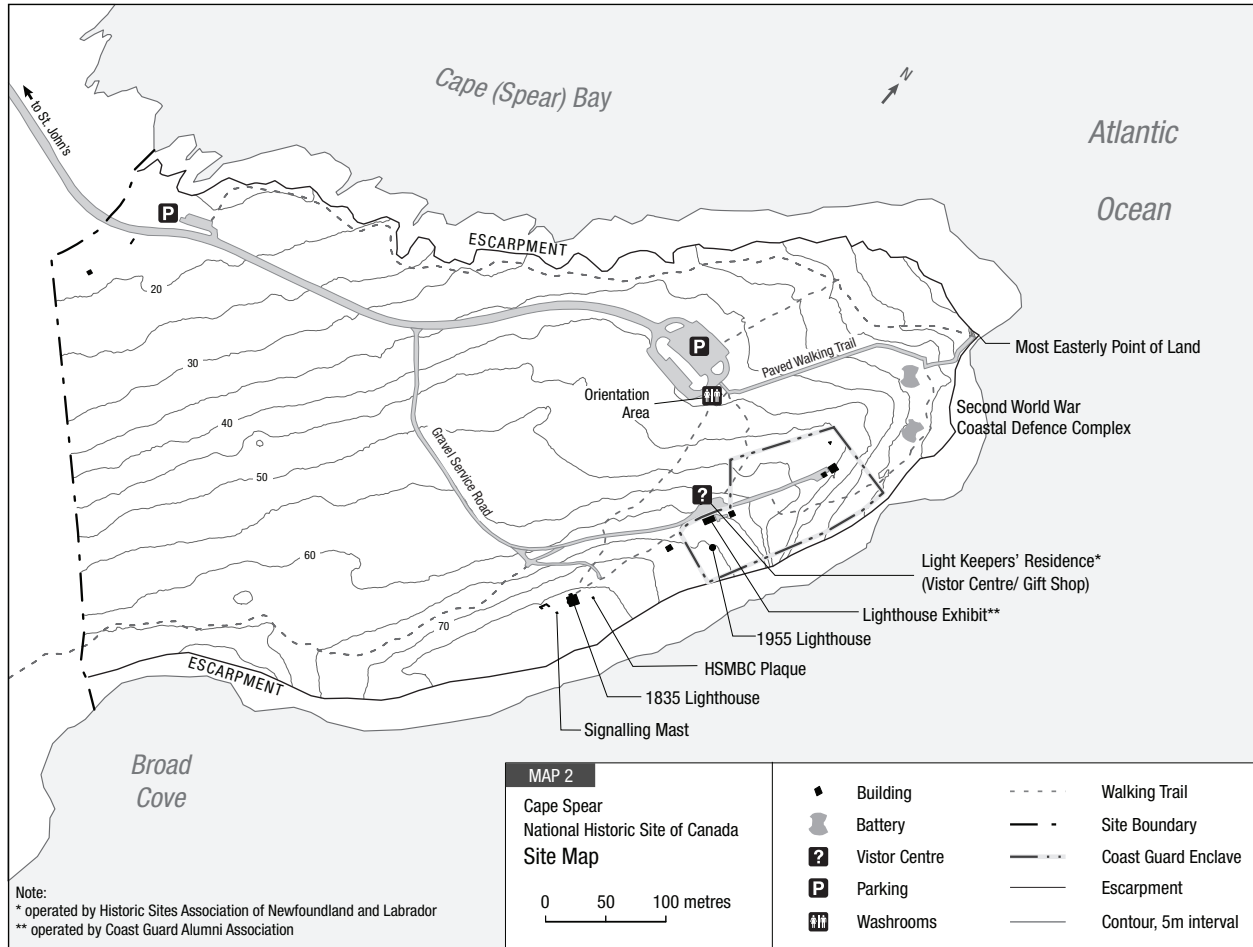 Cape (Spear) Bay
N
Atlantic
Ocean
to St. John's
P
ESCARPMENT
20
30
40
50
60
70
P
Paved Walking Trail
Most Easterly Point of Land
Orientation
Area
Second World War
Coastal Defence Complex
Gravel Service Road
?
Light Keepers' Residence*
(Vistor Centre/ Gift Shop)
Lighthouse Exhibit**
1955 Lighthouse
HSMBC Plaque
1835 Lighthouse
Signalling Mast
ESCARPMENT
Broad
Cove
Note:
* operated by Historic Sites Association of Newfoundland and Labrador
** operated by Coast Guard Alumni Association
MAP 2
Cape Spear
National Historic Site of Canada
Site Map
0 50 100 metres
Building
Battery
? Vistor Centre
P Parking
Washrooms
Walking Trail
Site Boundary
Coast Guard Enclave
Escarpment
Contour, 5m interval